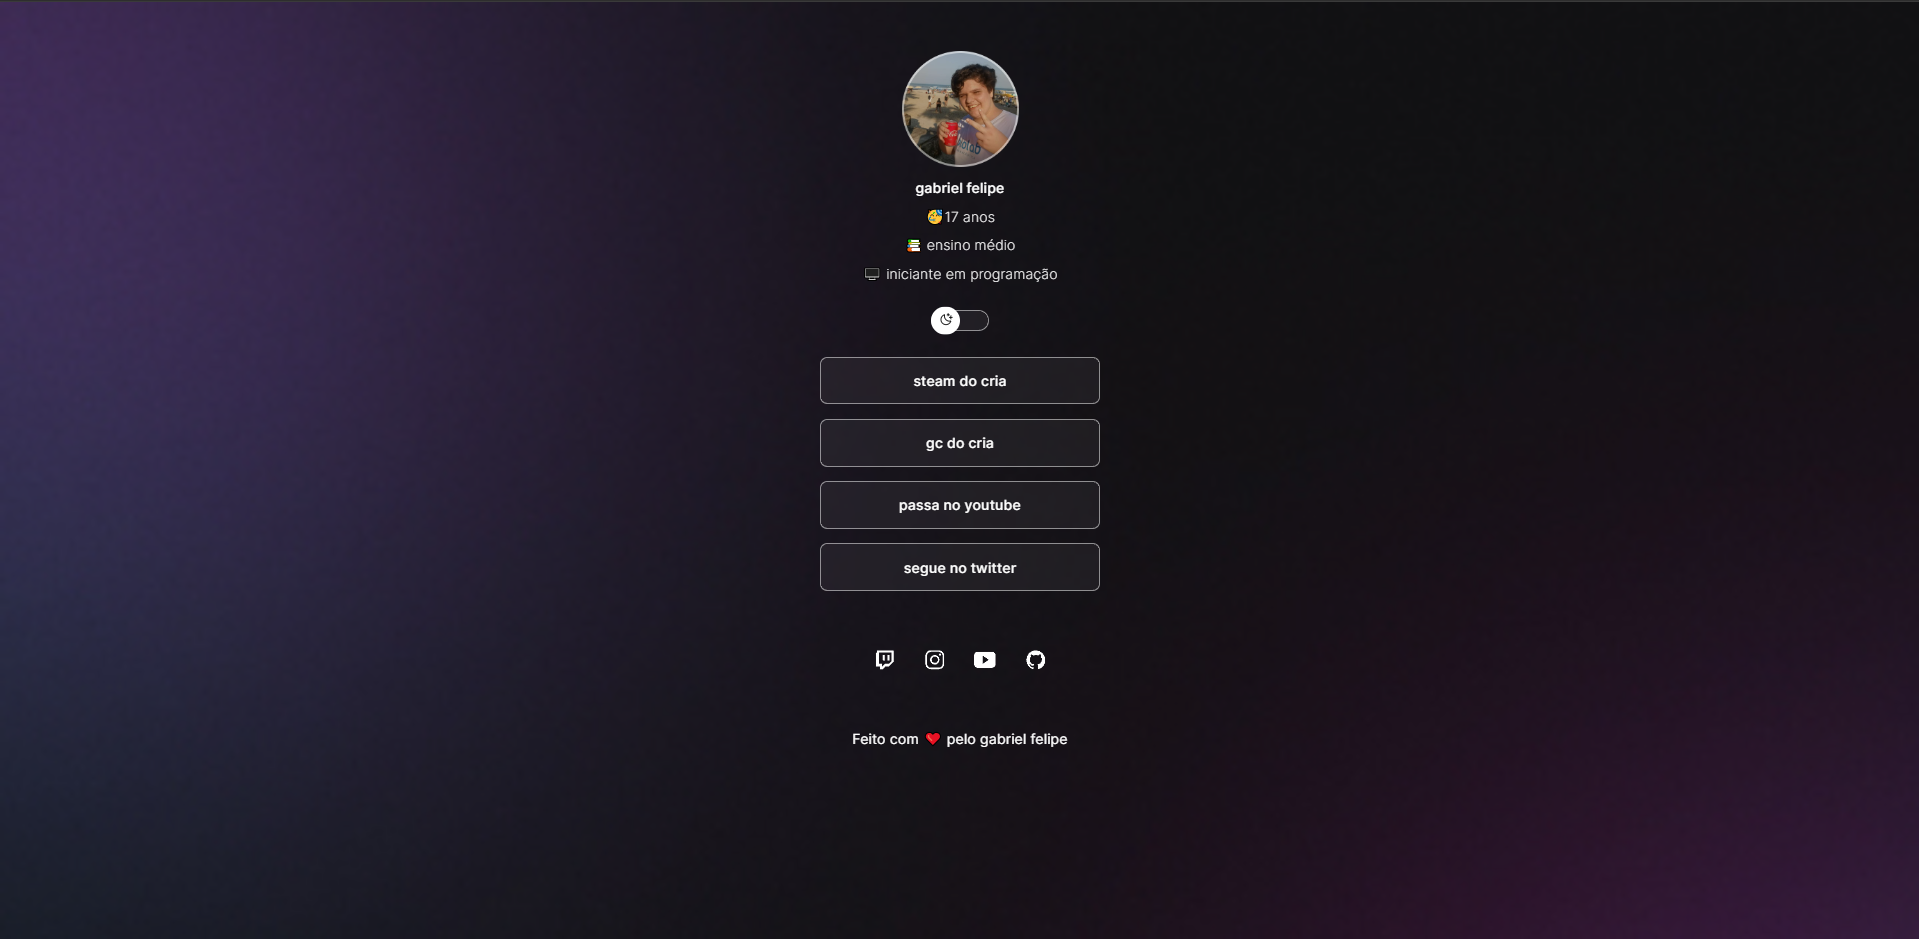 gabriel felipe
🥳17 anos
📚 ensino médio
🖥️ iniciante em programação
steam do cria
gc do cria
passa no youtube
segue no twitter
Feito com ❤️ pelo gabriel felipe